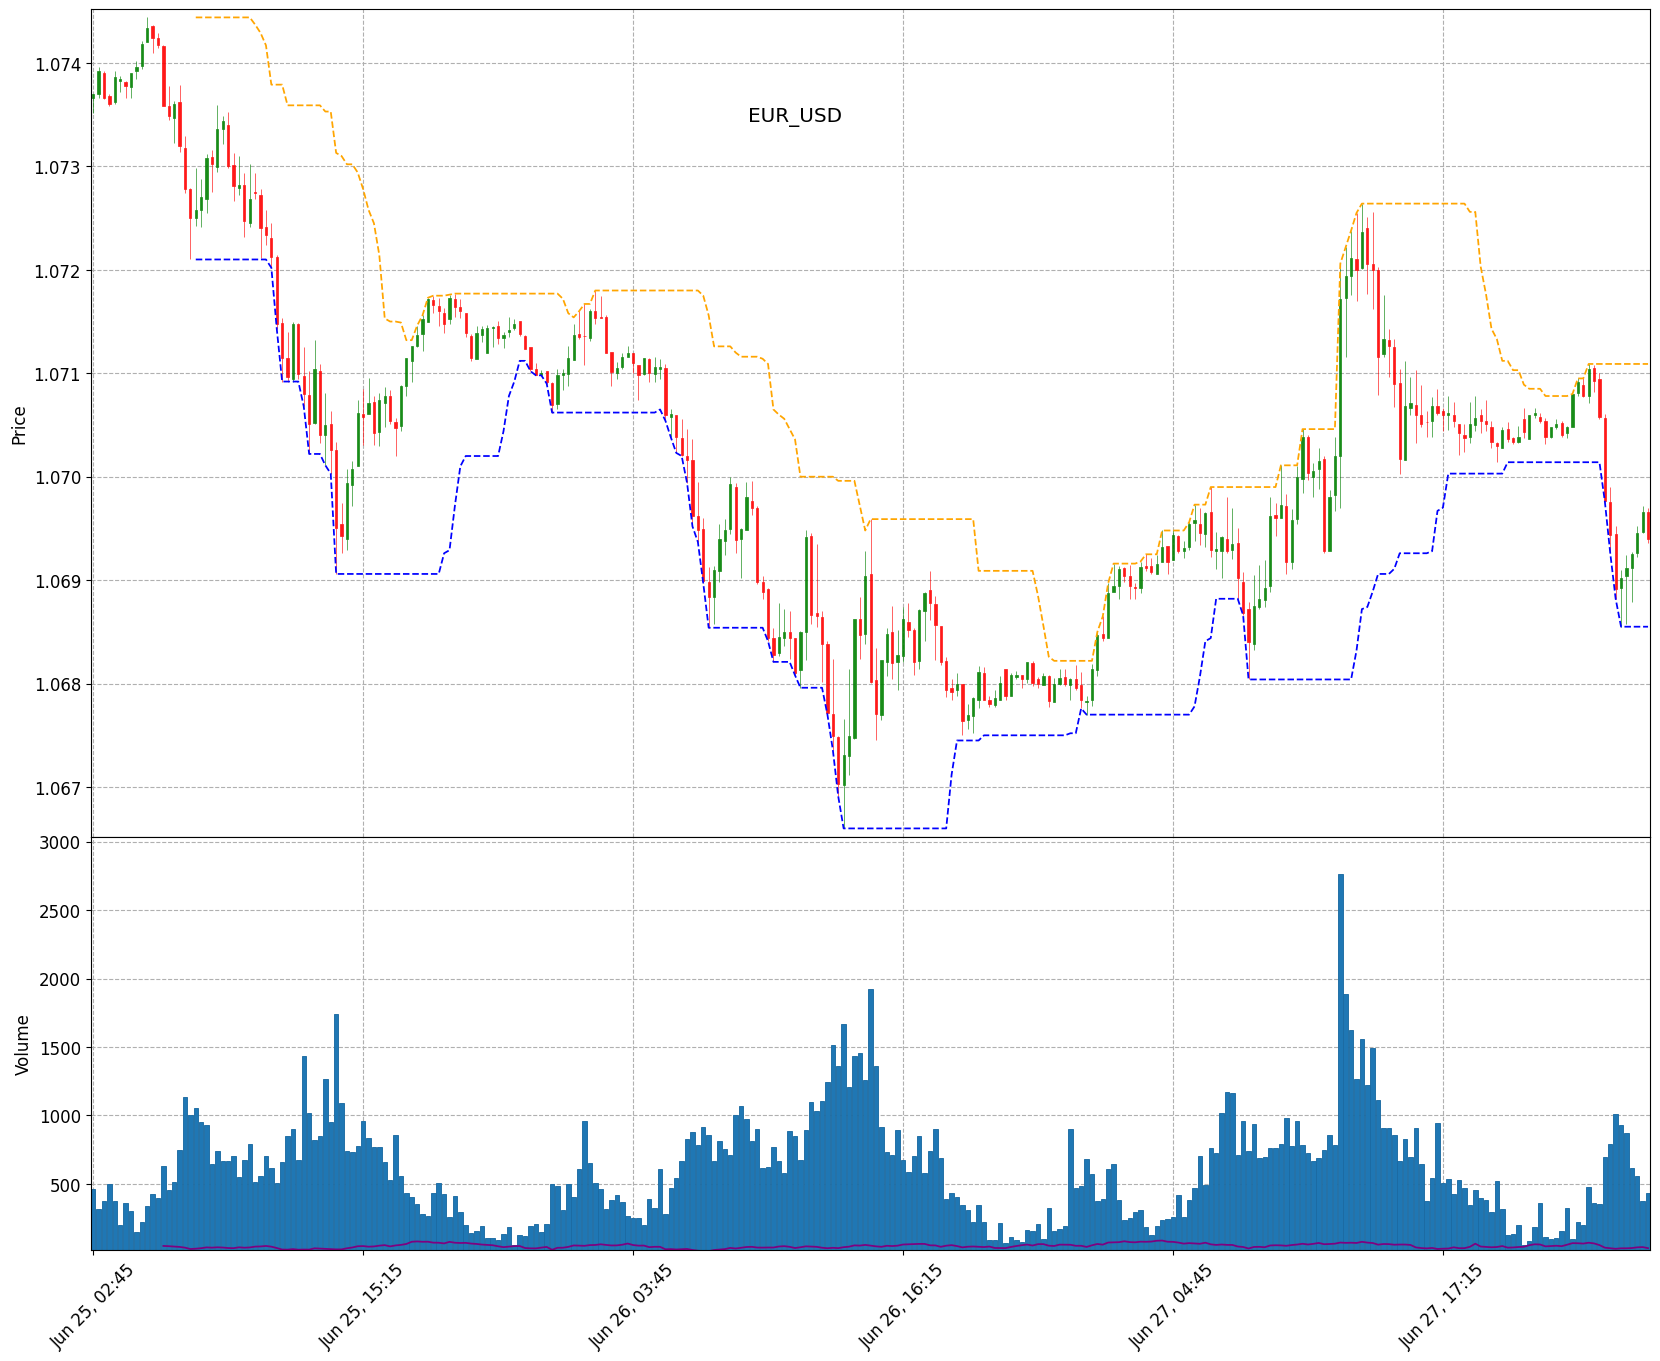 EUR_USD
Price
1.074
1.073
1.072
1.071
1.070
1.069
1.068
1.067
Volume
3000
2500
2000
1500
1000
500
Jun 25, 02:45
Jun 25, 15:15
Jun 26, 03:45
Jun 26, 16:15
Jun 27, 04:45
Jun 27, 17:15